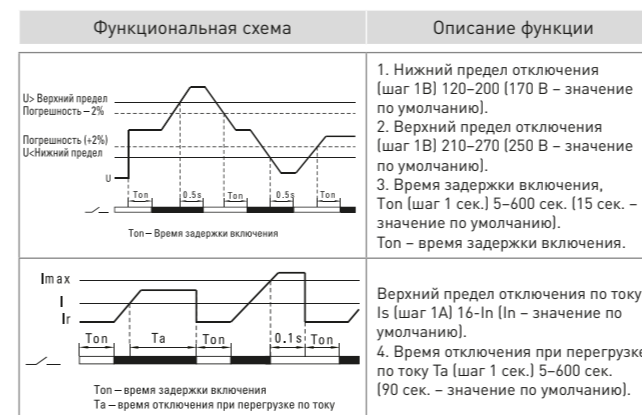 Функциональная схема
Описание функции
U> Верхний предел
Погрешность – 2%
Погрешность (+2%)
U<Нижний предел
U
Ton
0.5s
Ton
0.5s
Ton
Ton — Время задержки включения
1. Нижний предел отключения
(шаг 1В) 120–200 (170 В – значение
по умолчанию).
2. Верхний предел отключения
(шаг 1В) 210–270 (250 В – значение
по умолчанию).
3. Время задержки включения,
Ton (шаг 1 сек.) 5–600 сек. (15 сек. –
значение по умолчанию).
Ton – время задержки включения.
Imax
I
Ir
Ton
Ta
Ton
0.1s
Ton
Ton — время задержки включения
Ta — время отключения при перегрузке по току
Верхний предел отключения по току
Is (шаг 1А) 16-In (In – значение по
умолчанию).
4. Время отключения при перегрузке
по току Ta (шаг 1 сек.) 5–600 сек.
(90 сек. – значение по умолчанию).